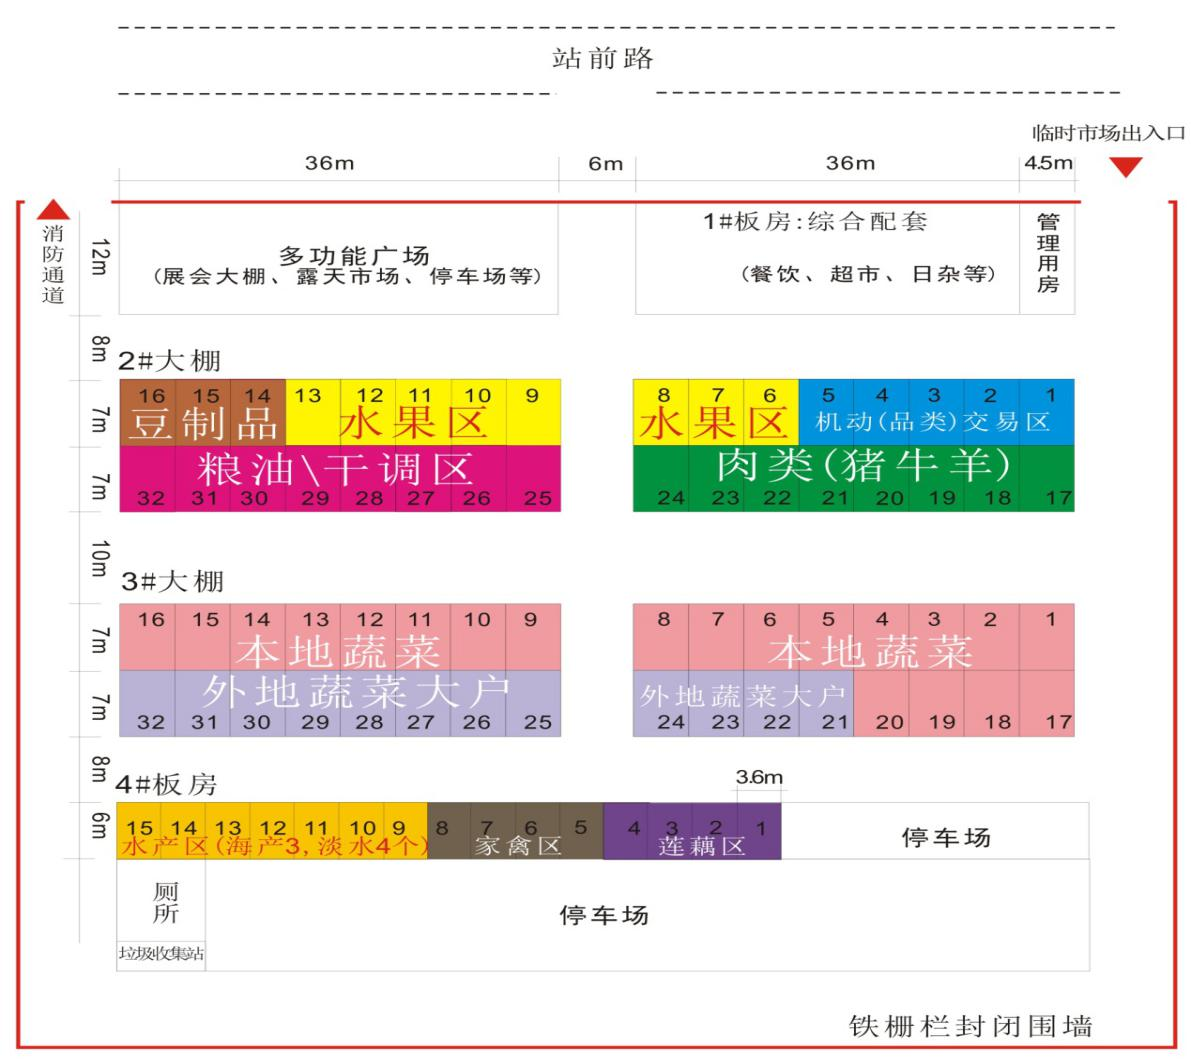 站前路
临时市场出入口
36m 6m 36m 4.5m
消防通道
12m
多功能广场
(展会大棚、露天市场、停车场等)
1#板房:综合配套
(餐饮、超市、日杂等)
管理用房
8m
2#大棚
7m
16 15 14 13 12 11 10 9 8 7 6 5 4 3 2 1
豆制品 水果区 水果区 机动(品类)交易区
7m
粮油\干调区 肉类(猪牛羊)
32 31 30 29 28 27 26 25 24 23 22 21 20 19 18 17
10m
3#大棚
7m
16 15 14 13 12 11 10 9 8 7 6 5 4 3 2 1
本地蔬菜 本地蔬菜
7m
外地蔬菜大户 外地蔬菜大户
32 31 30 29 28 27 26 25 24 23 22 21 20 19 18 17
8m
4#板房
3.6m
6m
15 14 13 12 11 10 9 8 7 6 5 4 3 2 1
水产区(海产3,淡水4个) 家禽区 莲藕区
停车场
厕所
停车场
垃圾收集站
铁栅栏封闭围墙